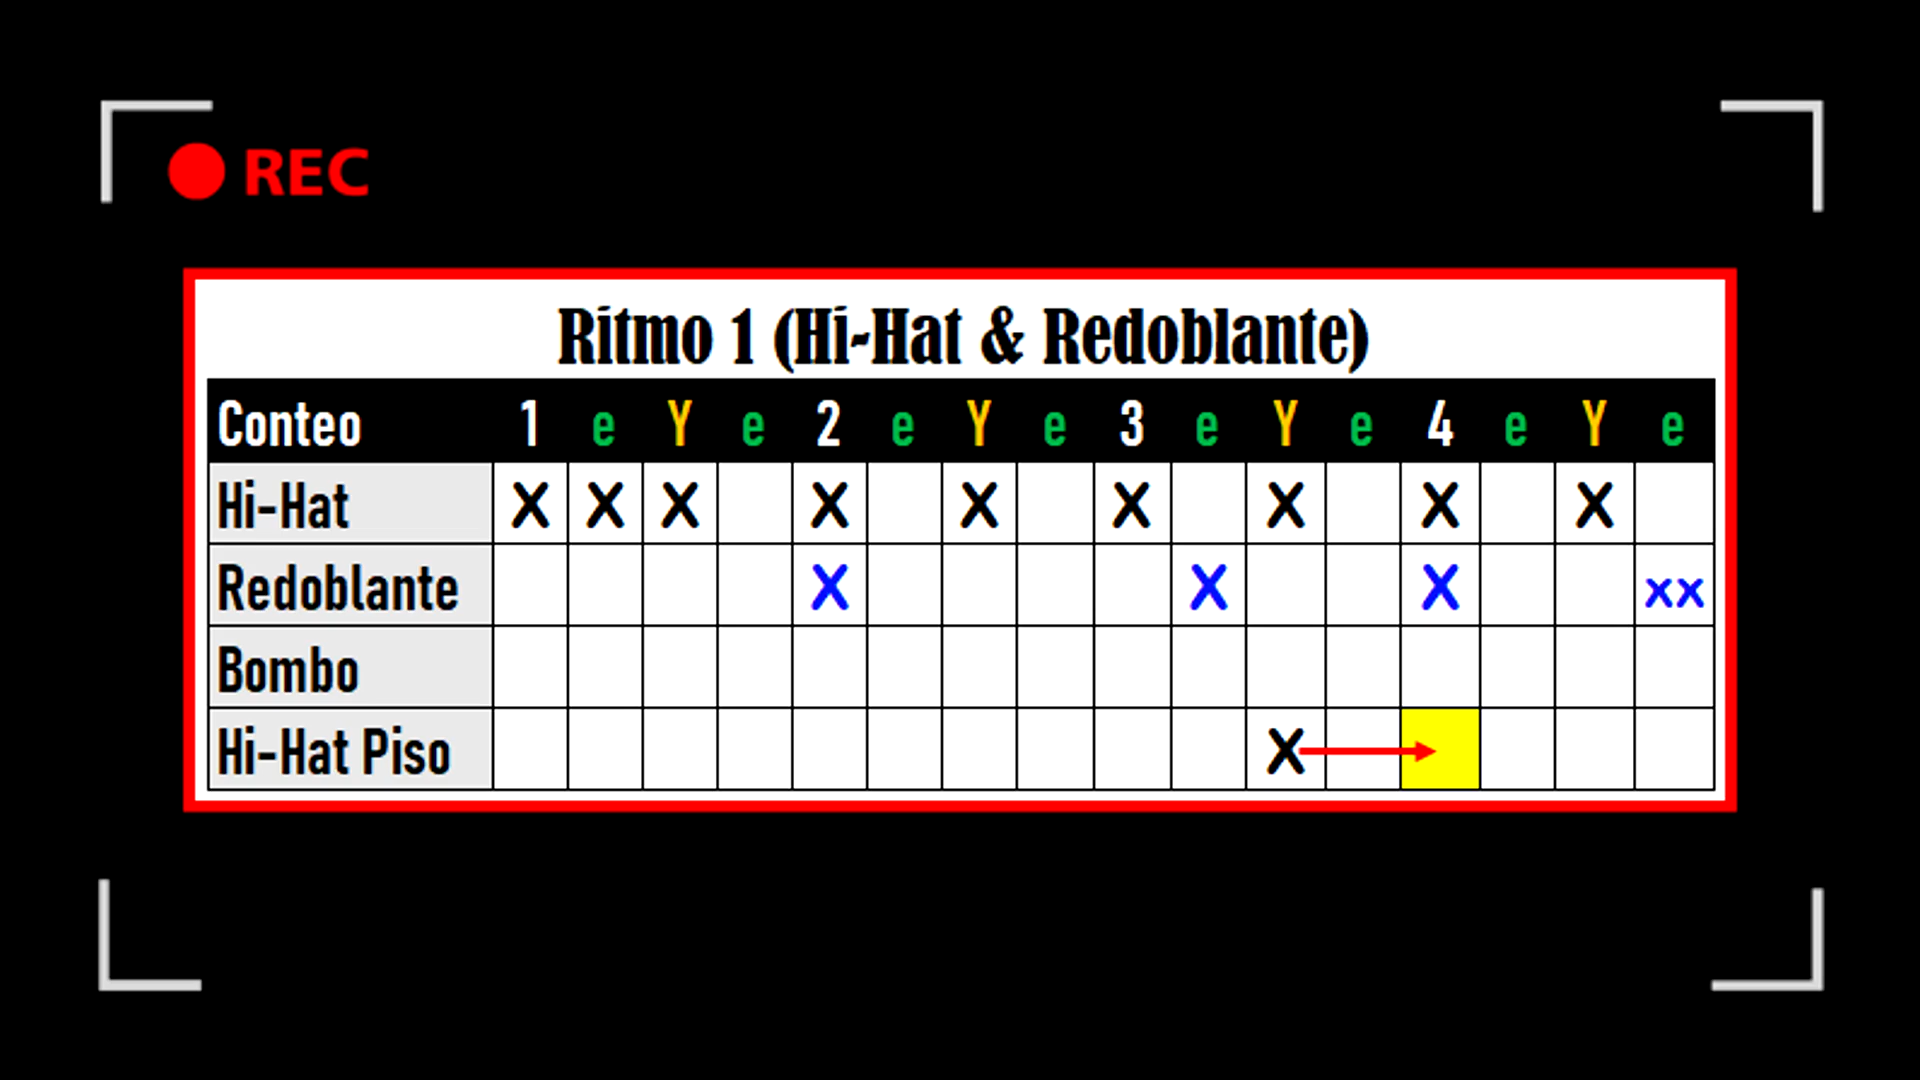 REC
Ritmo 1 (Hi-Hat & Redoblante)
Conteo 1 e Y e 2 e Y e 3 e Y e 4 e Y e
Hi-Hat X X X X X X X X X
Redoblante X X X xx
Bombo
Hi-Hat Piso X